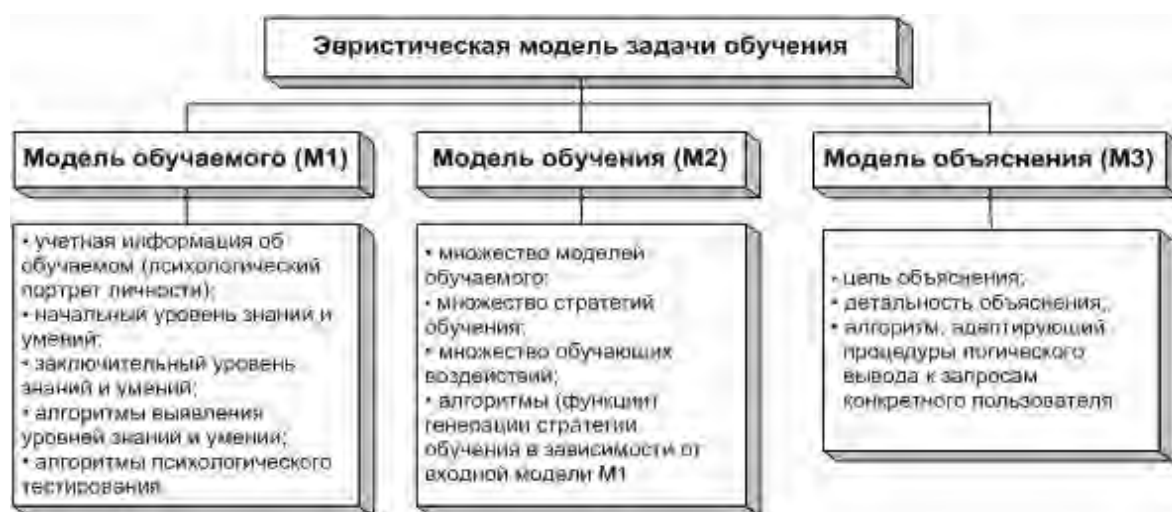 Эвристическая модель задачи обучения
Модель обучаемого (М1)
• учетная информация об
обучаемом (психологический
портрет личности);
• начальный уровень знаний и
умений;
• заключительный уровень
знаний и умений;
• алгоритмы выявления
уровней знаний и умений;
• алгоритмы психологического
тестирования
Модель обучения (М2)
• множество моделей
обучаемого;
• множество стратегий
обучения;
• множество обучающих
воздействий;
• алгоритмы (функции)
генерации стратегии
обучения в зависимости от
входной модели М1
Модель объяснения (М3)
• цель объяснения;
• детальность объяснения;
• алгоритм, адаптирующий
процедуры логического
вывода к запросам
конкретного пользователя